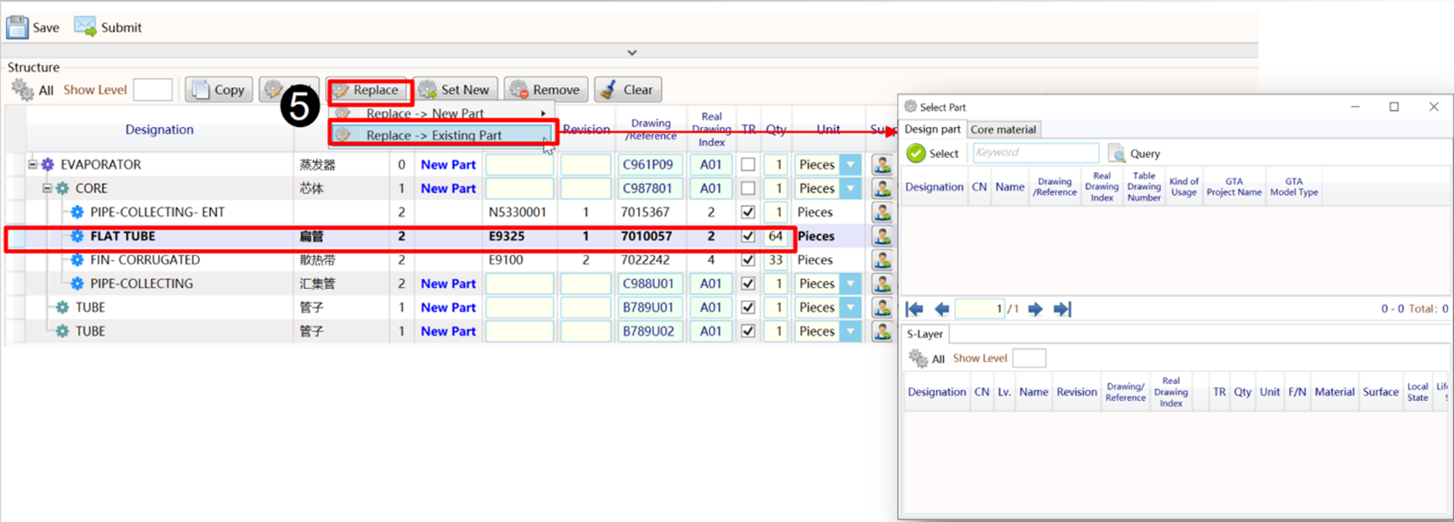 Save Submit
Structure
All Show Level Copy Replace Set New Remove Clear
5
Replace -> New Part
Replace -> Existing Part
Designation Revision Drawing /Reference Real Drawing Index TR Qty Unit
EVAPORATOR 蒸发器 0 New Part C961P09 A01 1 Pieces
CORE 芯体 1 New Part C987801 A01 1 Pieces
PIPE-COLLECTING- ENT 2 N5330001 1 7015367 2 1 Pieces
FLAT TUBE 扁管 2 E9325 1 7010057 2 64 Pieces
FIN- CORRUGATED 散热带 2 E9100 2 7022242 4 33 Pieces
PIPE-COLLECTING 汇集管 2 New Part C988U01 A01 1 Pieces
TUBE 管子 1 New Part B789U01 A01 1 Pieces
TUBE 管子 1 New Part B789U02 A01 1 Pieces
Select Part
Design part Core material
Select Keyword Query
Designation CN Name Drawing /Reference Real Drawing Index Table Drawing Number Kind of Usage GTA Project Name GTA Model Type
1 /1 0 - 0 Total: 0
S-Layer
All Show Level
Designation CN Lv. Name Revision Drawing/ Reference Real Drawing Index TR Qty Unit F/N Material Surface Local State